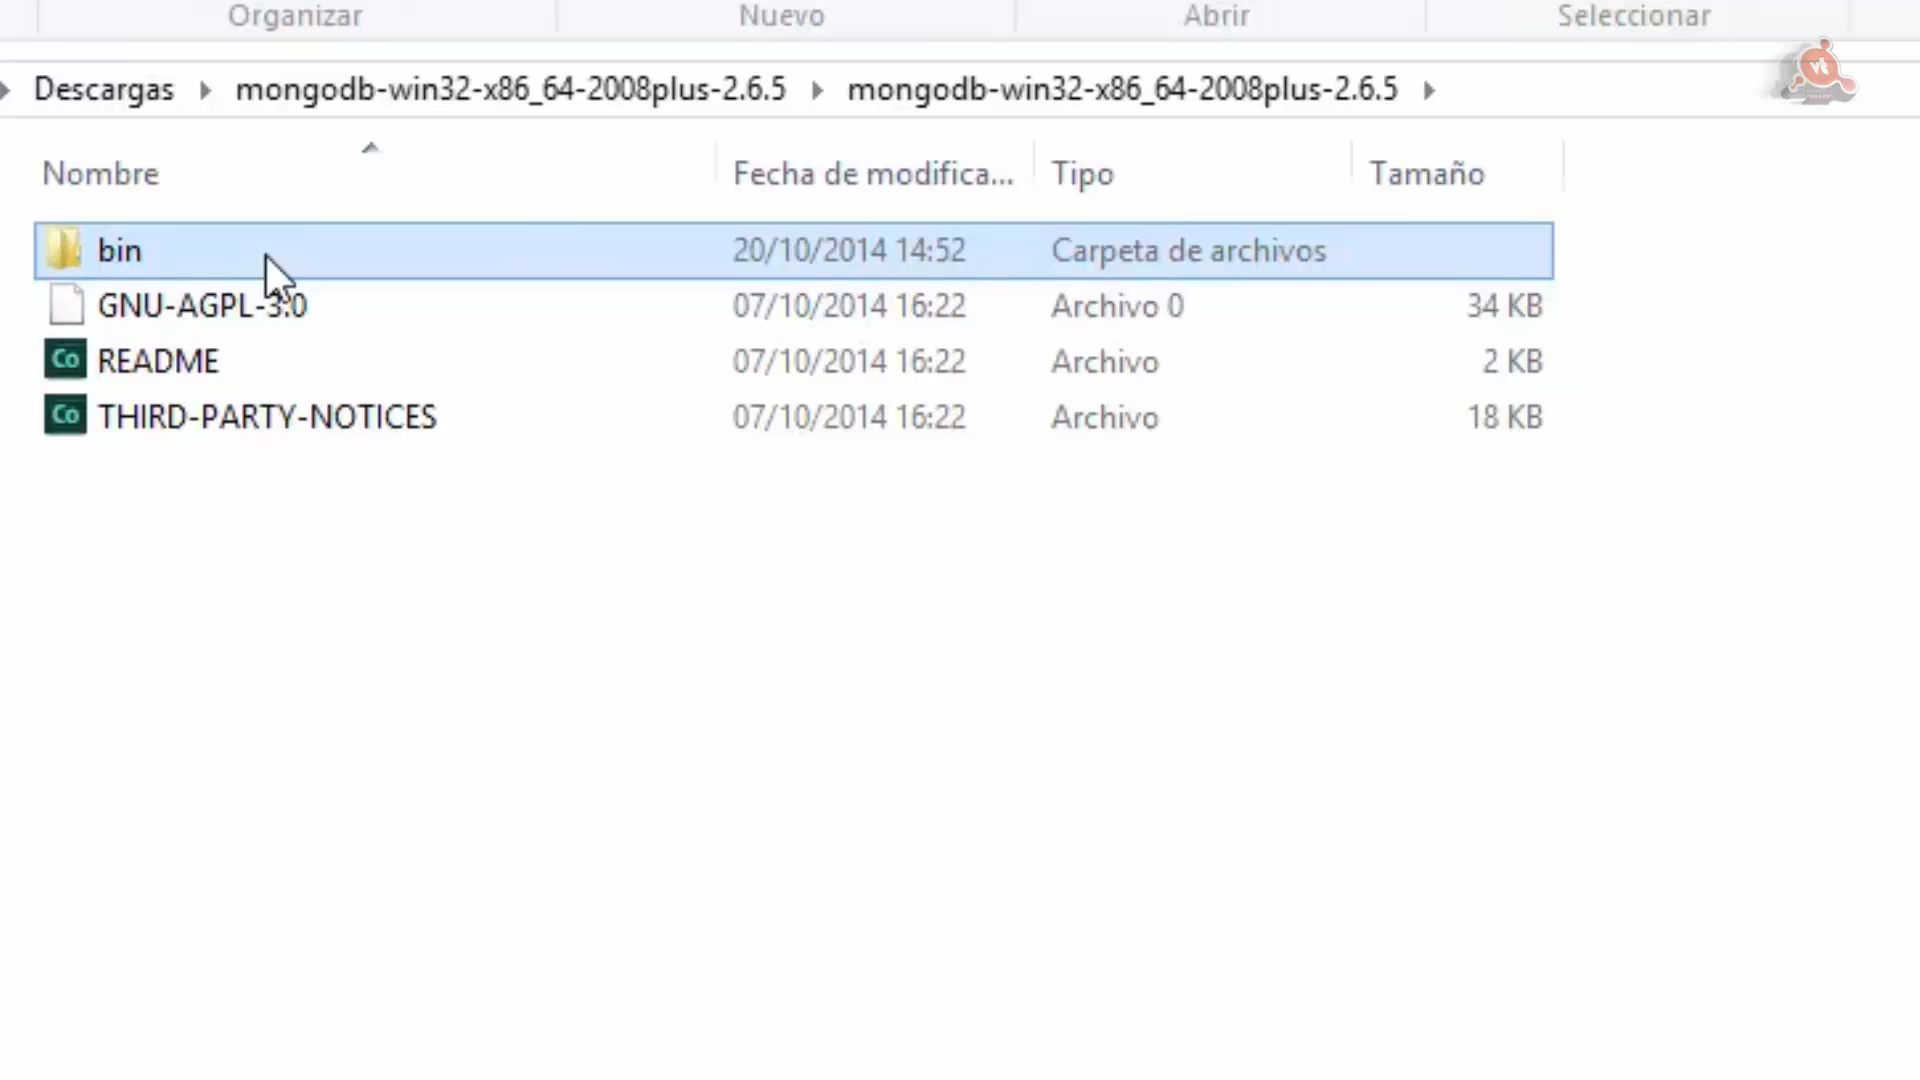 Organizar Nuevo Abrir Seleccionar
Descargas mongodb-win32-x86_64-2008plus-2.6.5 mongodb-win32-x86_64-2008plus-2.6.5
Nombre Fecha de modifica... Tipo Tamaño
bin 20/10/2014 14:52 Carpeta de archivos
GNU-AGPL-3.0 07/10/2014 16:22 Archivo 0 34 KB
Co README 07/10/2014 16:22 Archivo 2 KB
Co THIRD-PARTY-NOTICES 07/10/2014 16:22 Archivo 18 KB
vt